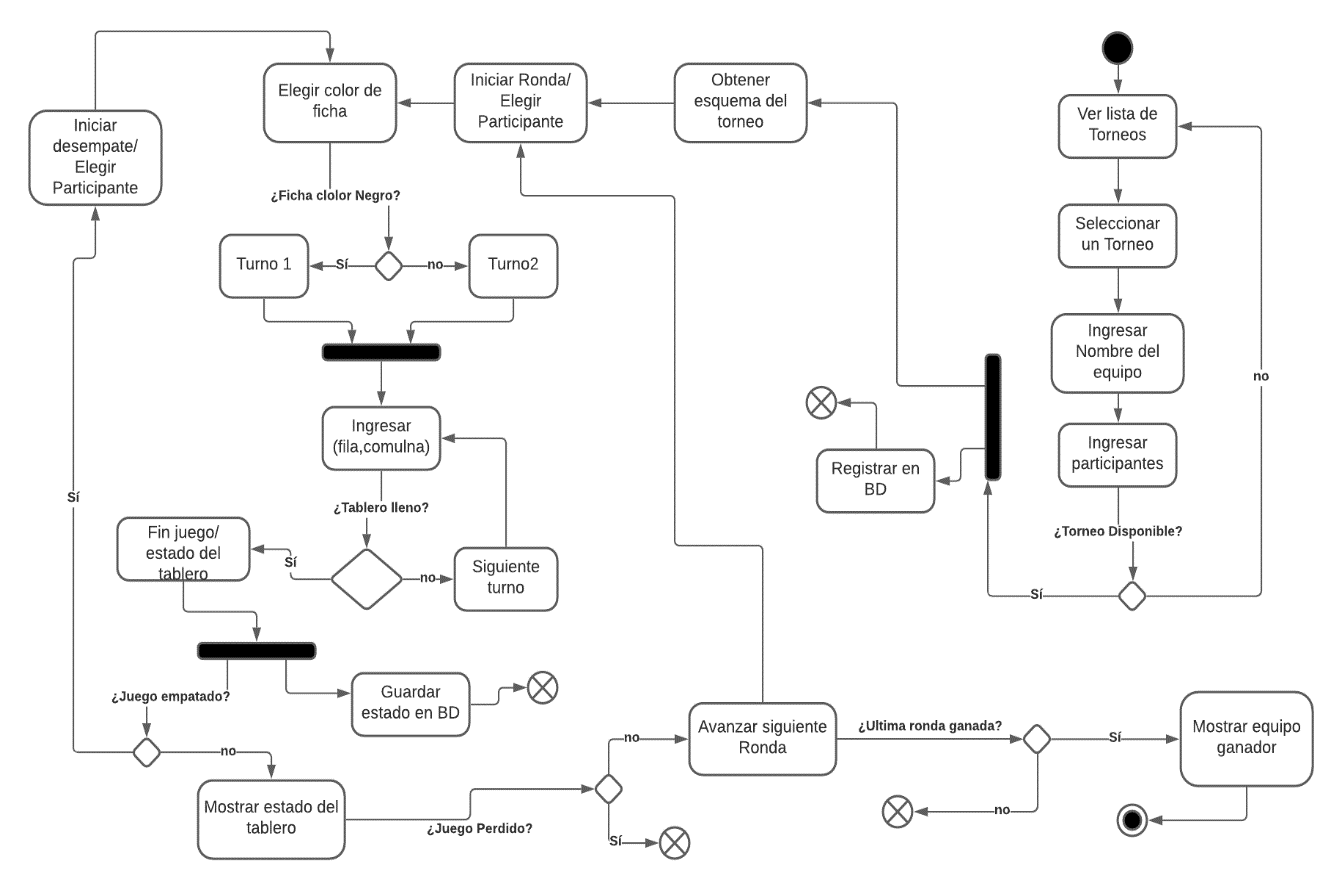 Elegir color de
ficha
Iniciar Ronda/
Elegir
Participante
Obtener
esquema del
torneo
Ver lista de
Torneos
Iniciar
desempate/
Elegir
Participante
¿Ficha clolor Negro?
Seleccionar
un Torneo
Turno 1
Sí
no
Turno2
Ingresar
Nombre del
equipo
no
Ingresar
(fila,comulna)
Ingresar
participantes
Registrar en
BD
Sí
¿Tablero lleno?
¿Torneo Disponible?
Fin juego/
estado del
tablero
Sí
no
Siguiente
turno
Sí
¿Juego empatado?
Guardar
estado en BD
no
no
Avanzar siguiente
Ronda
¿Ultima ronda ganada?
Sí
Mostrar equipo
ganador
Mostrar estado del
tablero
¿Juego Perdido?
Sí
no